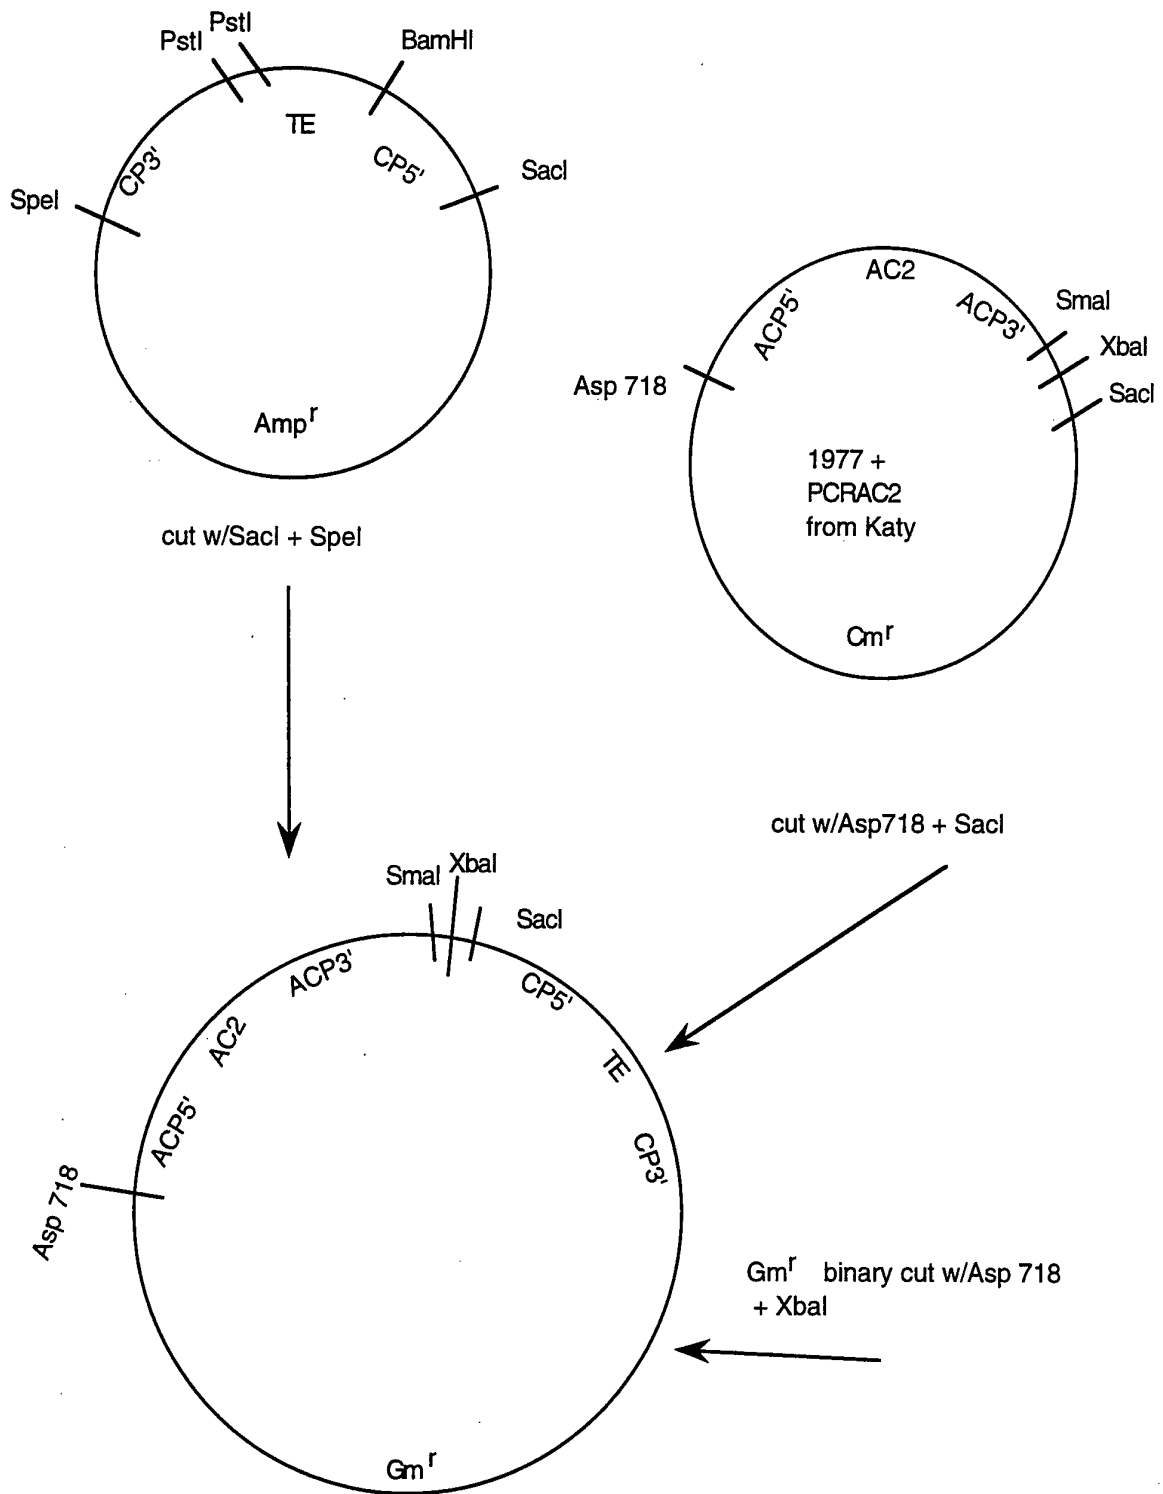 PstI
PstI
BamHI
TE
CP3'
CP5'
SacI
SpeI
Amp r
cut w/SacI + SpeI
AC2
ACP5'
ACP3'
SmaI
XbaI
SacI
Asp 718
1977 +
PCRAC2
from Katy
Cm r
cut w/Asp718 + SacI
SmaI
XbaI
SacI
ACP3'
CP5'
AC2
TE
ACP5'
CP3'
Asp 718
Gm r binary cut w/Asp 718
+ XbaI
Gm r